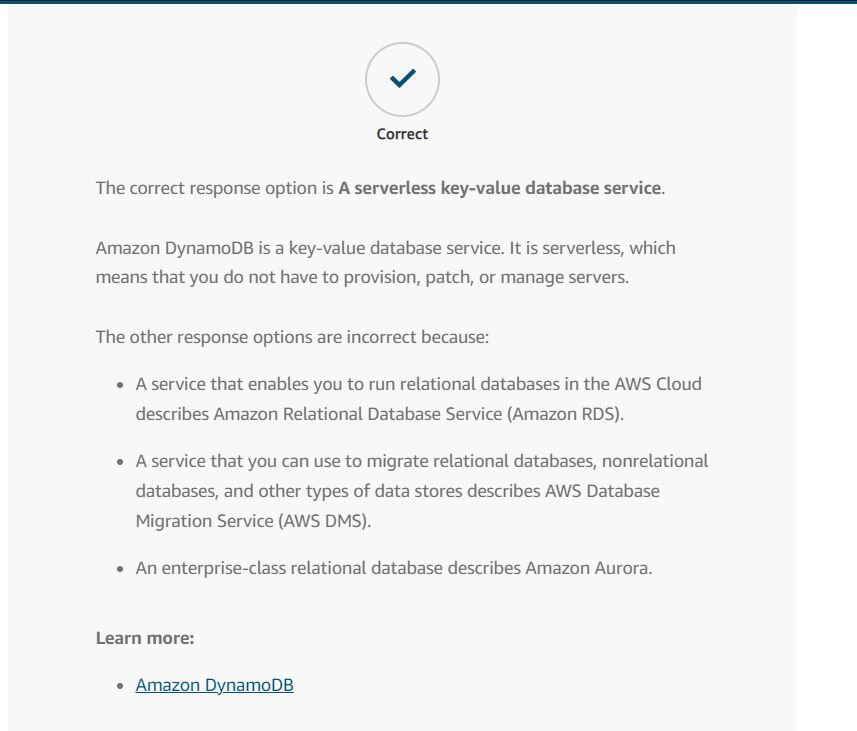 Correct
The correct response option is A serverless key-value database service.
Amazon DynamoDB is a key-value database service. It is serverless, which
means that you do not have to provision, patch, or manage servers.
The other response options are incorrect because:
• A service that enables you to run relational databases in the AWS Cloud
describes Amazon Relational Database Service (Amazon RDS).
• A service that you can use to migrate relational databases, nonrelational
databases, and other types of data stores describes AWS Database
Migration Service (AWS DMS).
• An enterprise-class relational database describes Amazon Aurora.
Learn more:
• Amazon DynamoDB